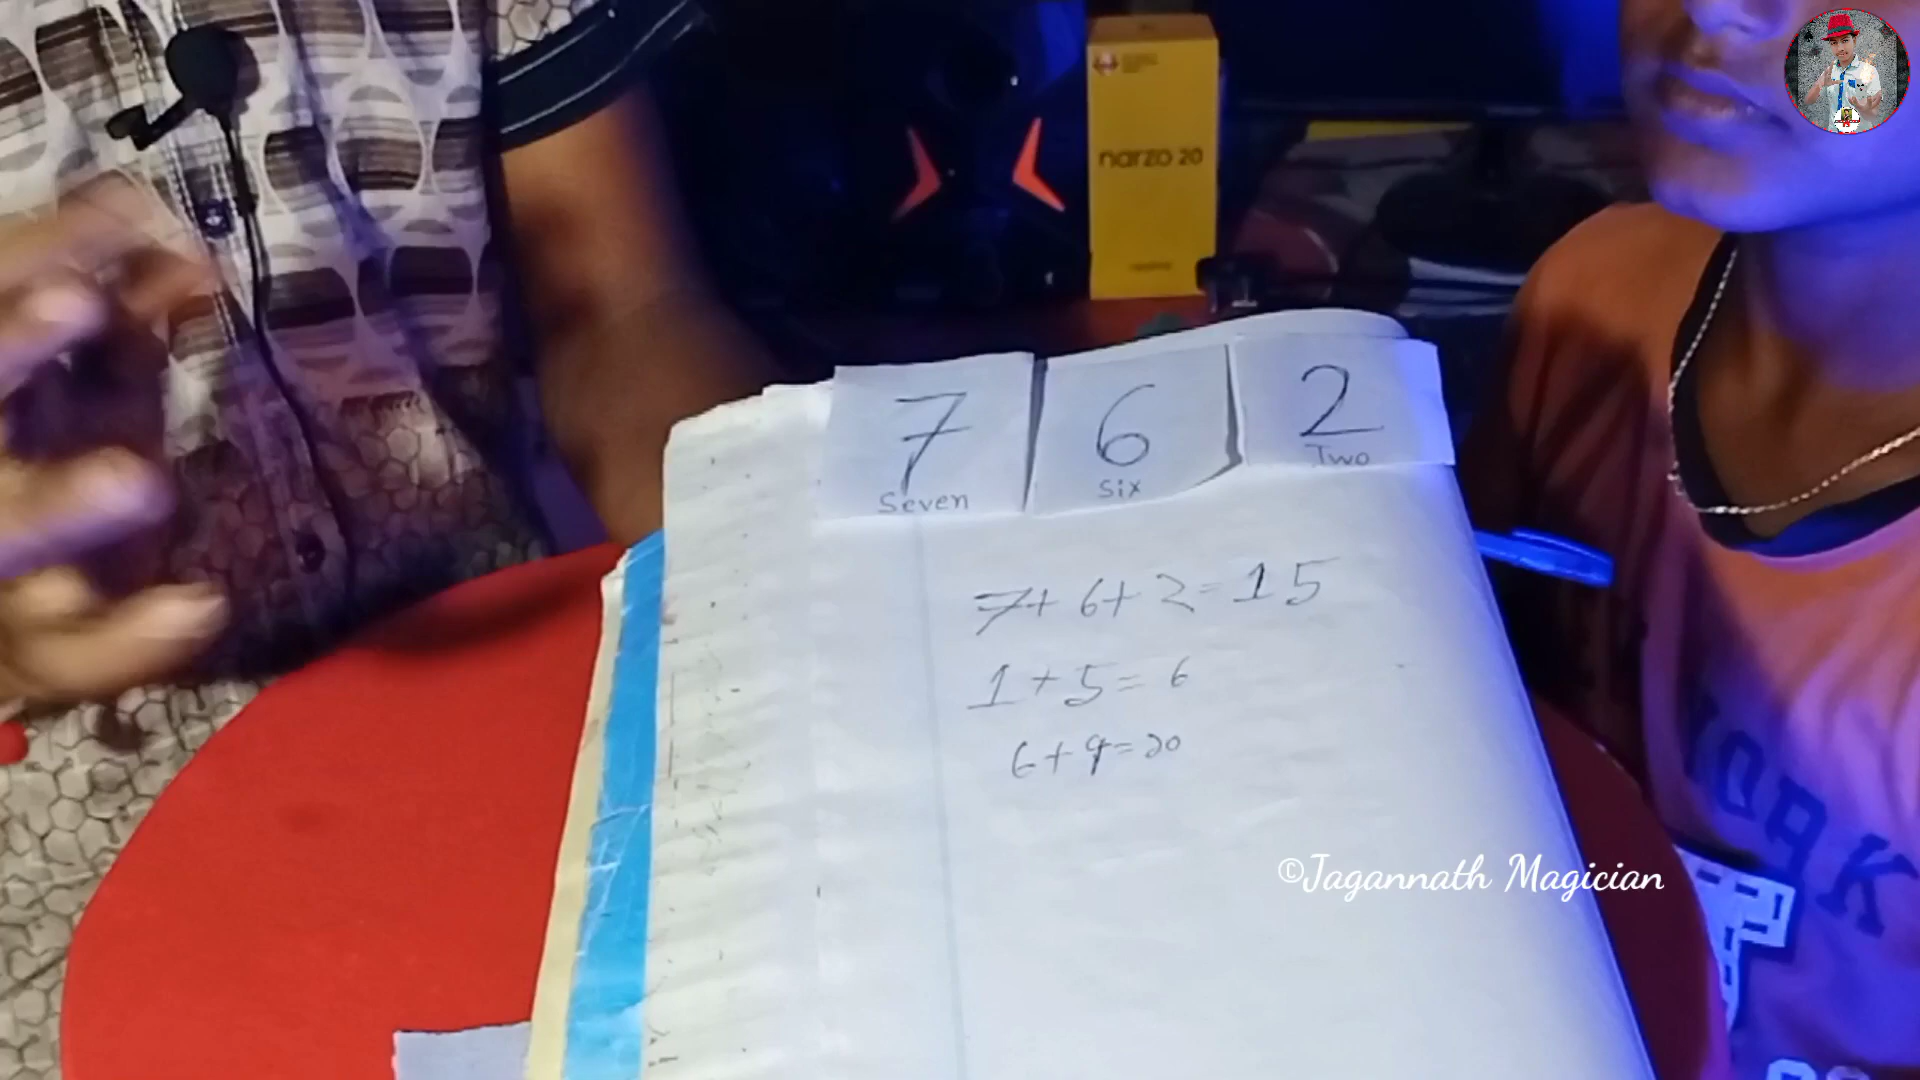 narzo 20
7 6 2
Seven Six Two
7+6+2=15
1+5=6
6+9=20
©Jagannath Magician
YORK